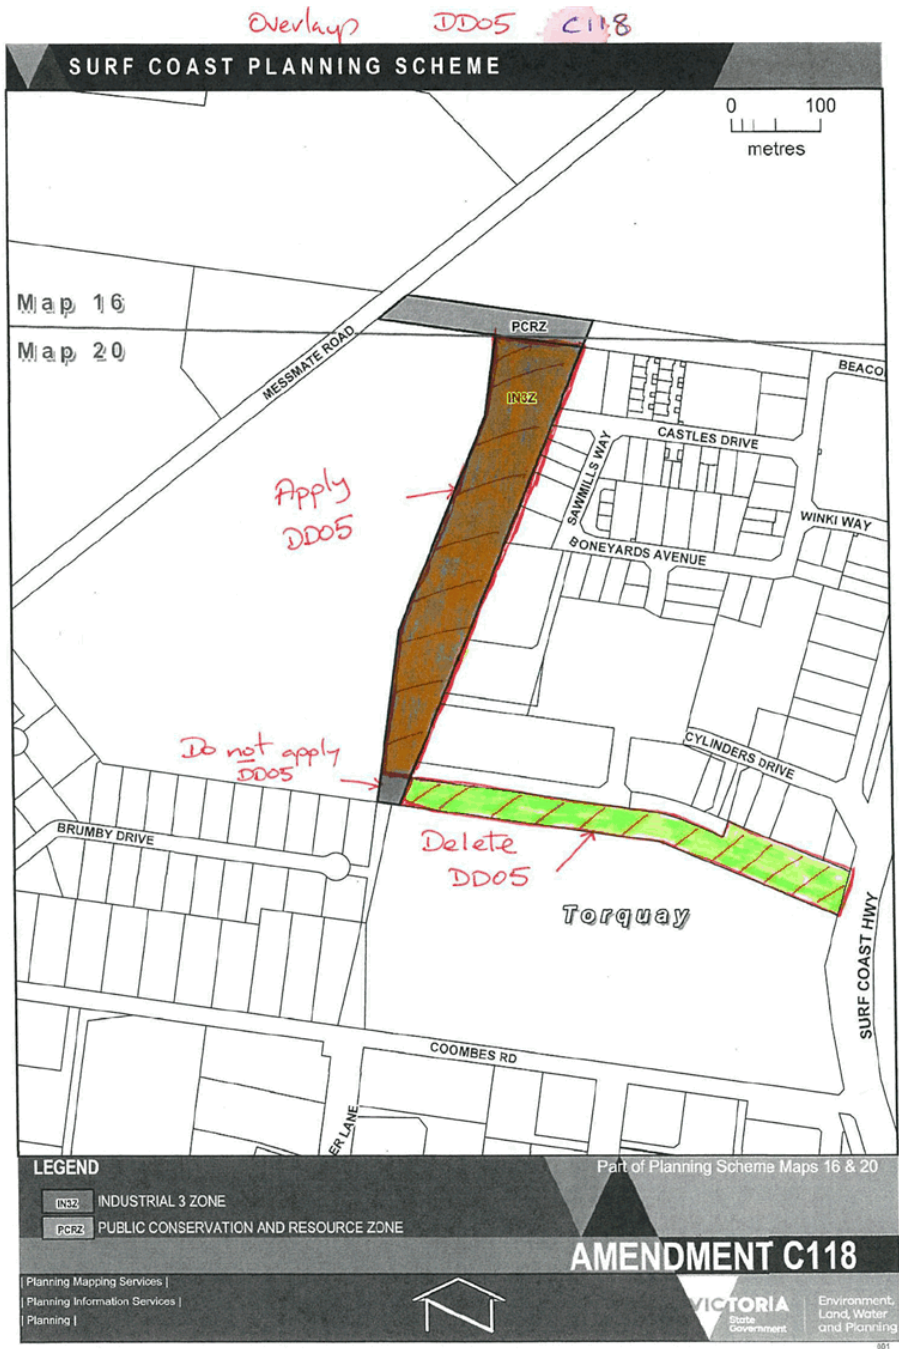 Overlays DDO5 C118
SURF COAST PLANNING SCHEME
0 100
metres
Map 16
Map 20
PCRZ
MESSMATE ROAD
IN3Z
BEACO
CASTLES DRIVE
SAWMILLS WAY
WINKI WAY
BONEYARDS AVENUE
Apply
DDO5
CYLINDERS DRIVE
Do not apply
DDO5
BRUMBY DRIVE
Delete
DDO5
Torquay
SURF COAST HWY
COOMBES RD
ER LANE
LEGEND
Part of Planning Scheme Maps 16 & 20
IN3Z INDUSTRIAL 3 ZONE
PCRZ PUBLIC CONSERVATION AND RESOURCE ZONE
AMENDMENT C118
| Planning Mapping Services |
| Planning Information Services |
| Planning |
VICTORIA
State
Government
Environment,
Land, Water
and Planning
001